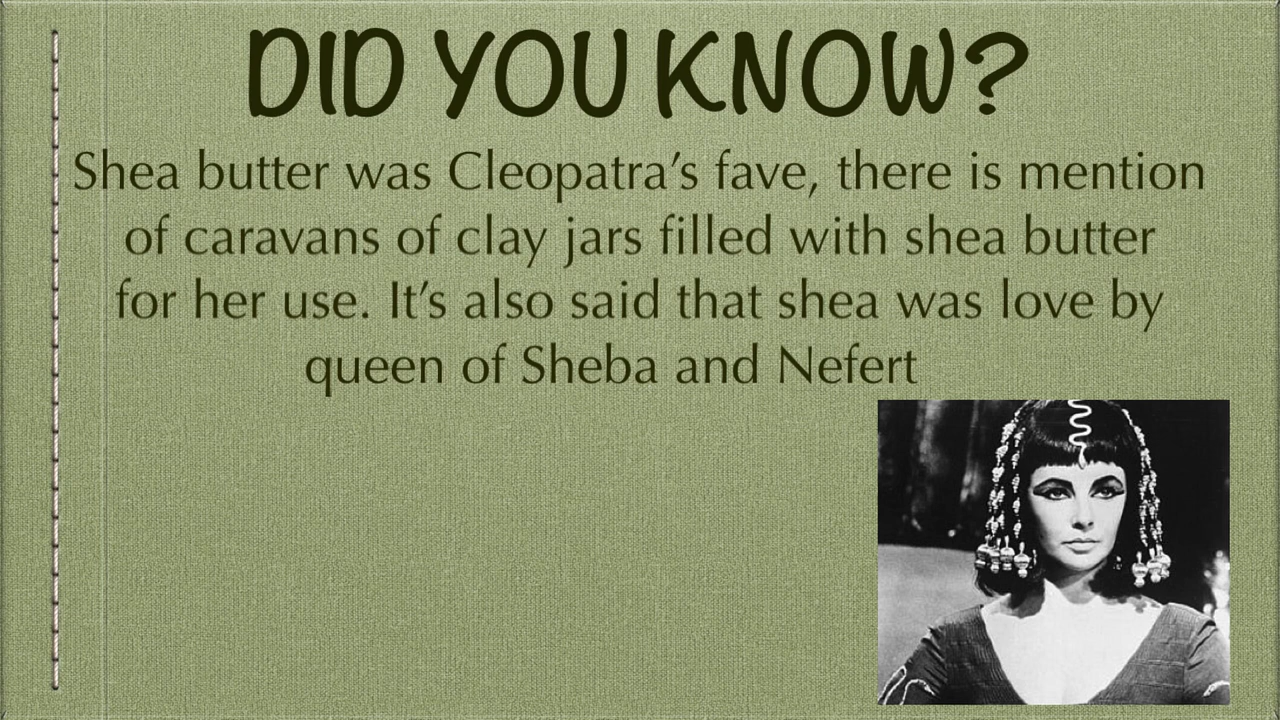 DID YOU KNOW?
Shea butter was Cleopatra’s fave, there is mention
of caravans of clay jars filled with shea butter
for her use. It’s also said that shea was love by
queen of Sheba and Nefert